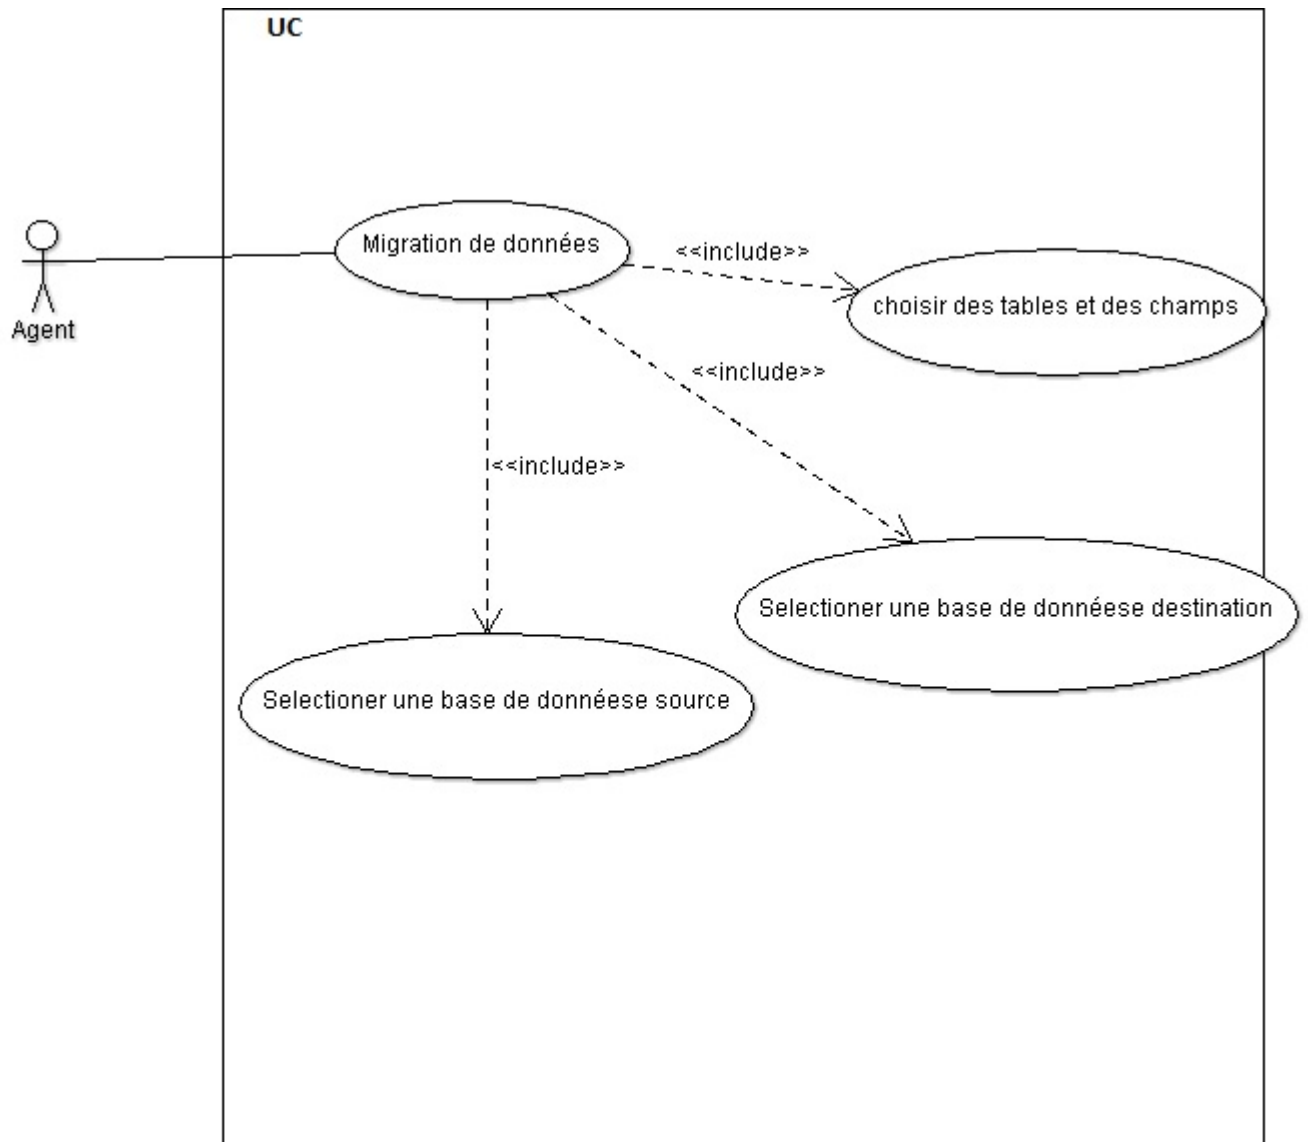 UC
Migration de données
<<include>>
choisir des tables et des champs
Agent
<<include>>
<<include>>
Selectioner une base de donnéese destination
Selectioner une base de donnéese source